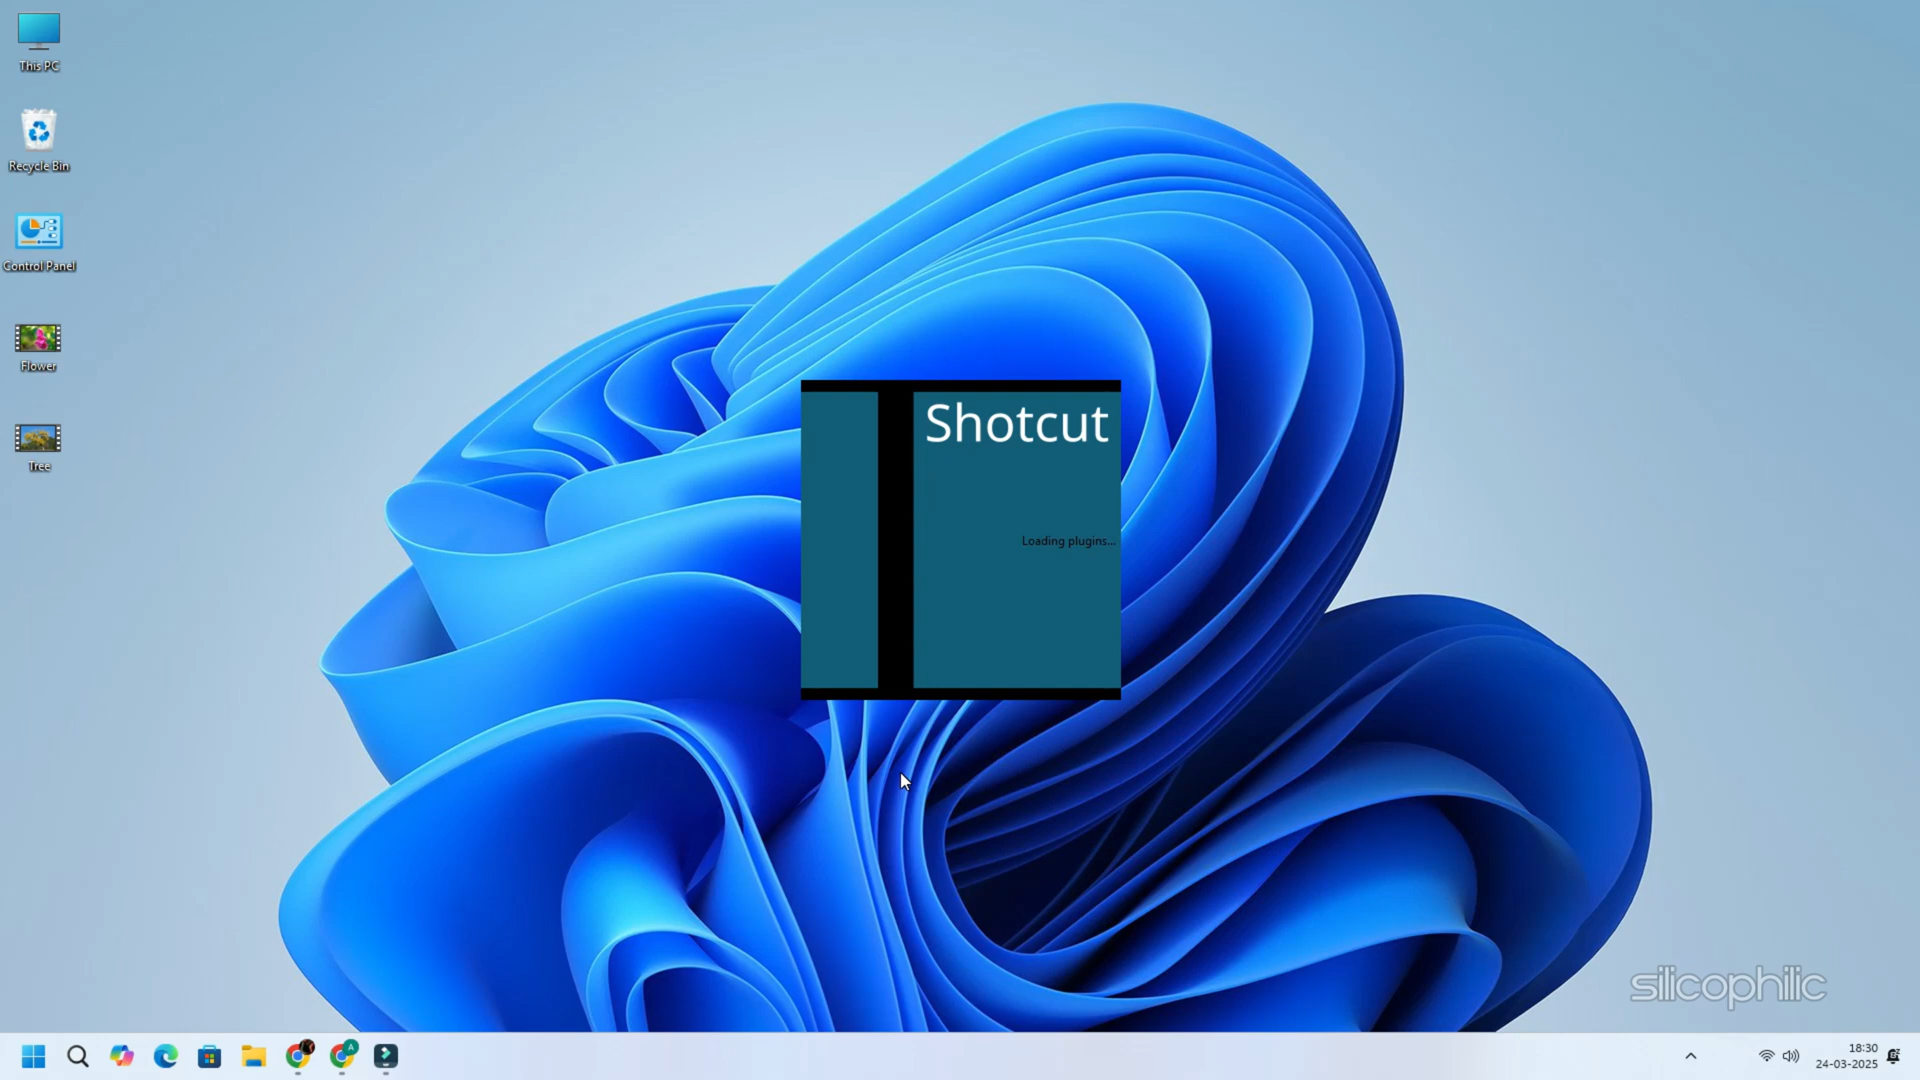 This PC
Recycle Bin
Control Panel
Flower
Tree
Shotcut
Loading plugins...
silicophilic
A
18:30
24-03-2025